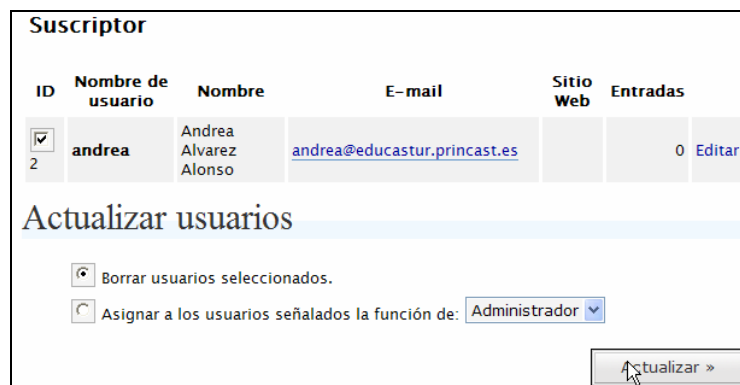 Suscriptor
ID Nombre de usuario Nombre E-mail Sitio Web Entradas
2 andrea Andrea Alvarez Alonso andrea@educastur.princast.es 0 Editar
Actualizar usuarios
Borrar usuarios seleccionados.
Asignar a los usuarios señalados la función de: Administrador
Actualizar »